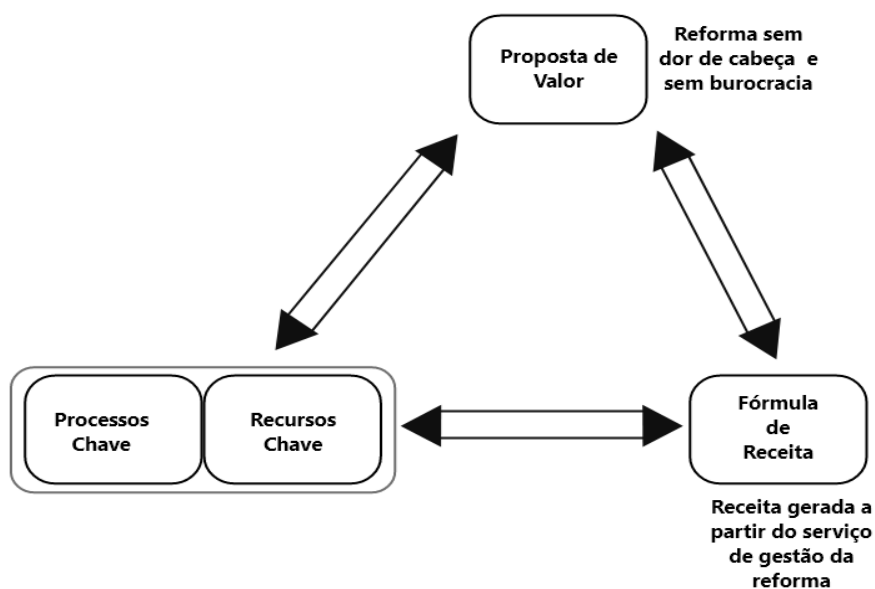 Proposta de
Valor
Reforma sem
dor de cabeça e
sem burocracia
Processos
Chave
Recursos
Chave
Fórmula
de
Receita
Receita gerada a
partir do serviço
de gestão da
reforma